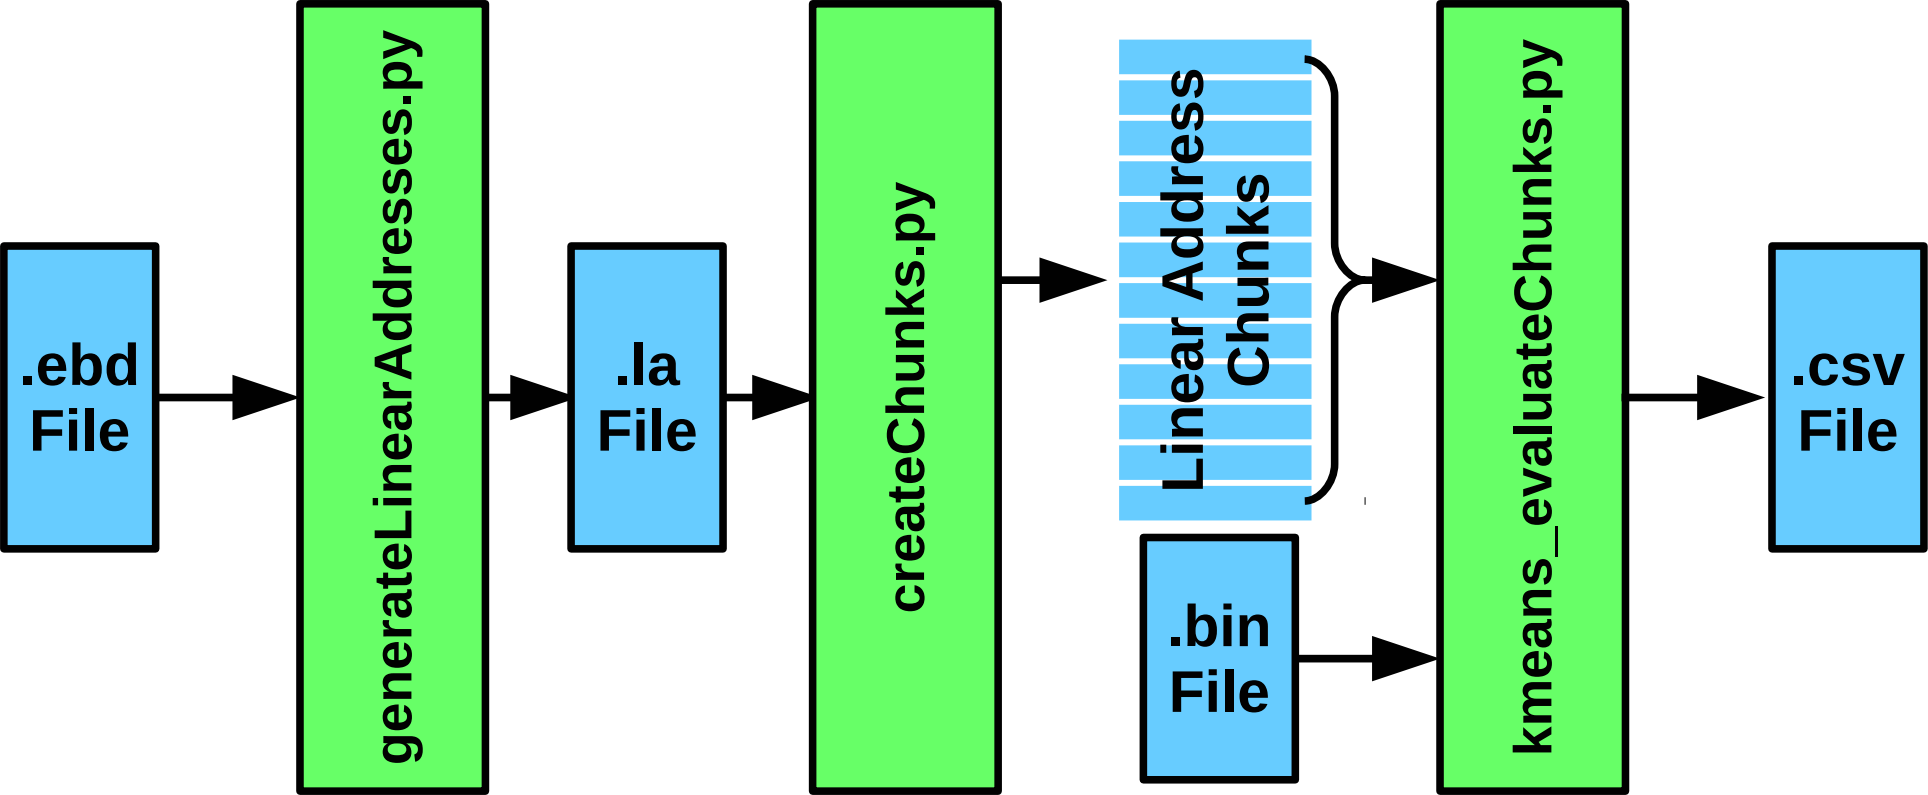 .ebd
File
generateLinearAddresses.py
.la
File
createChunks.py
Linear Address
Chunks
.bin
File
kmeans_evaluateChunks.py
.csv
File